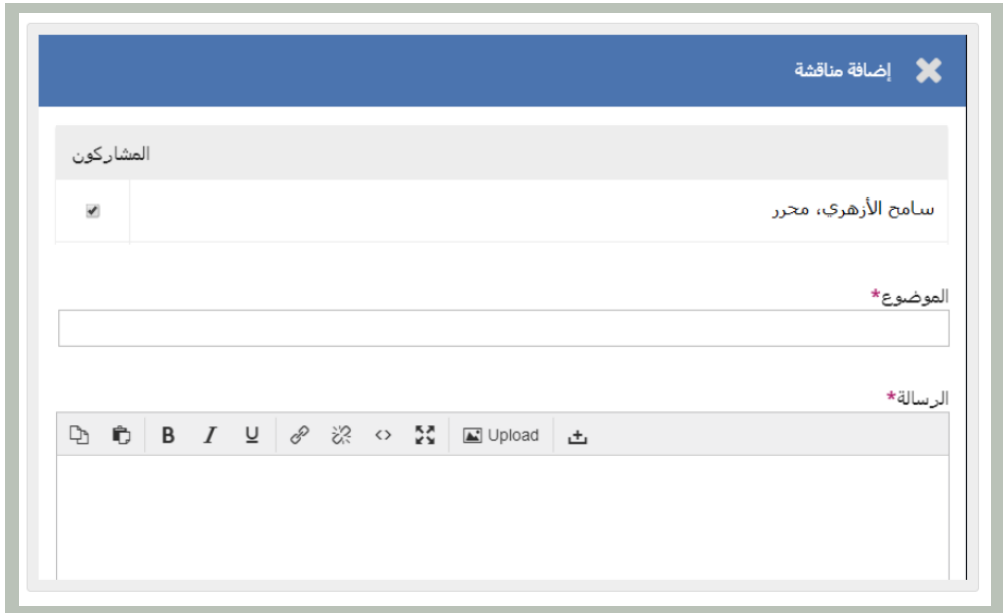 إضافة مناقشة
المشاركون
سامح الأزهري، محرر
الموضوع*
الرسالة*
B I U Upload